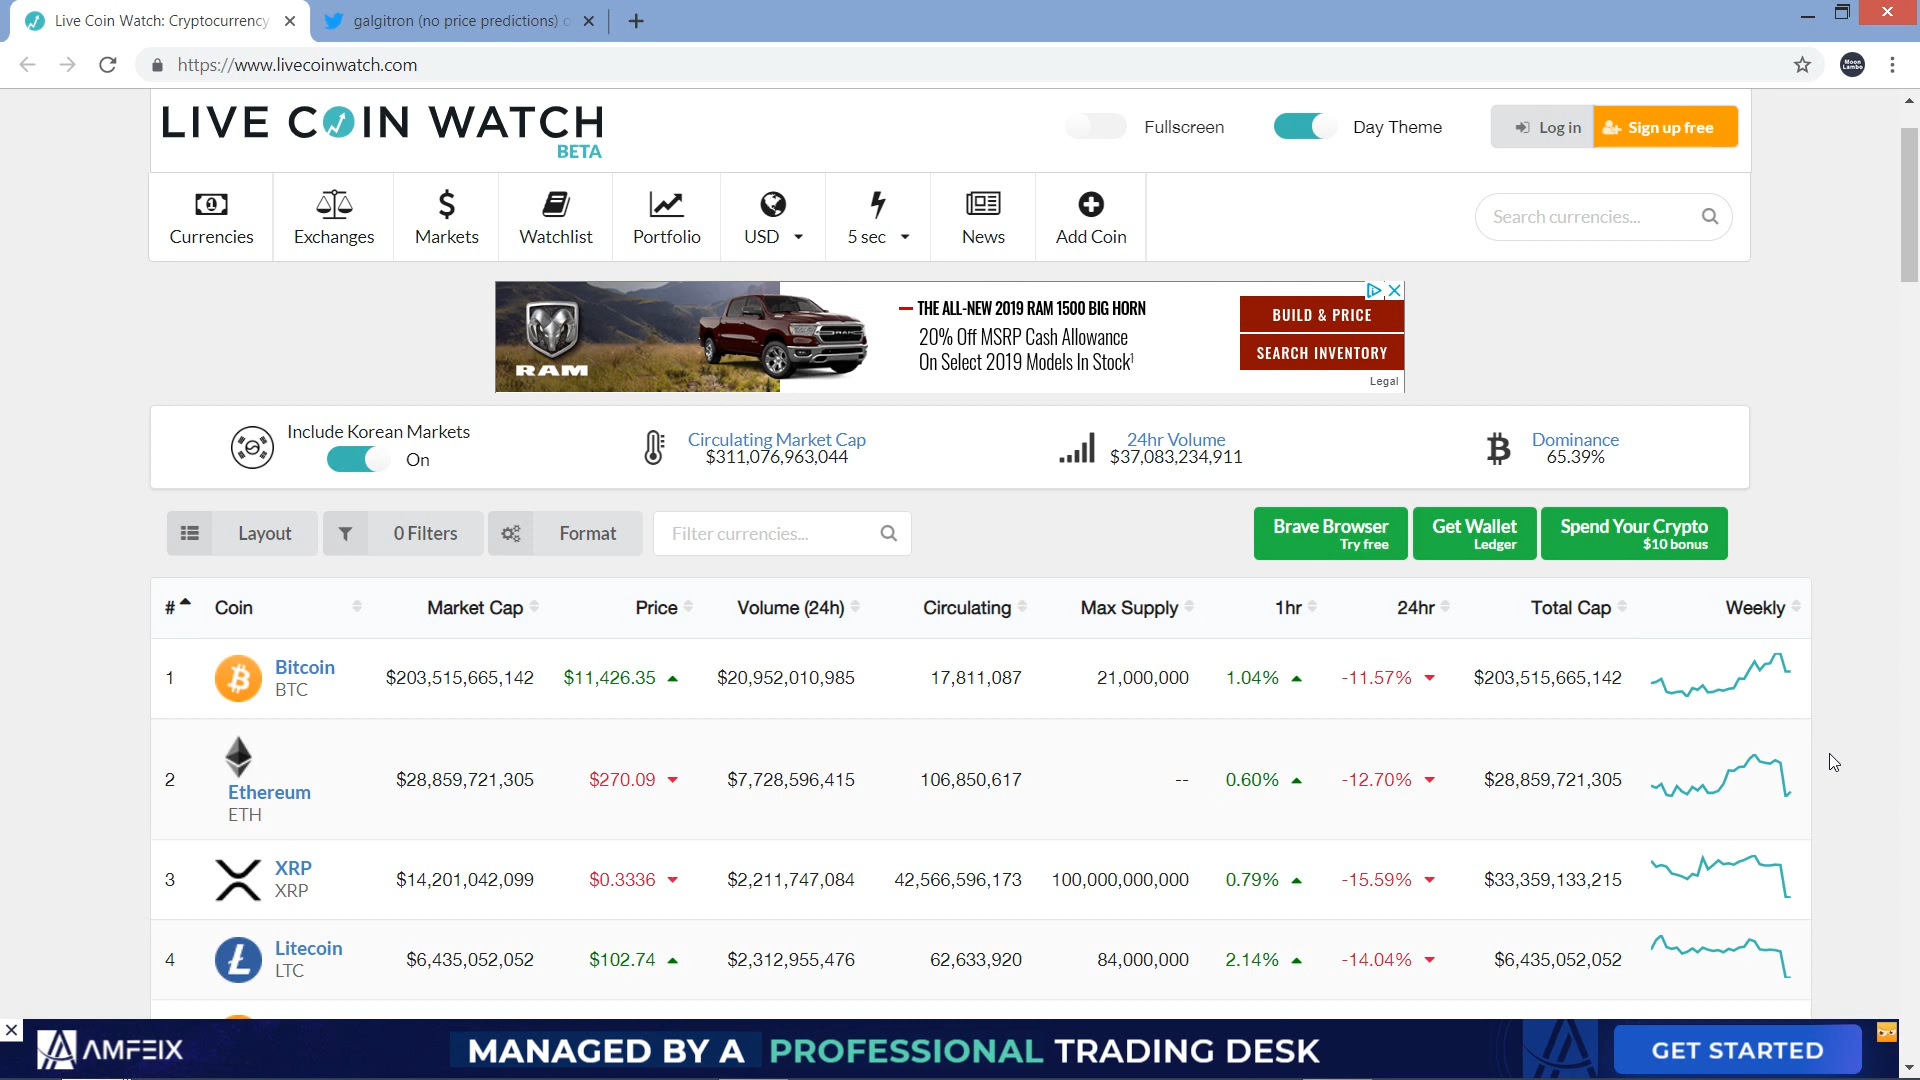 Live Coin Watch: Cryptocurrency
galgitron (no price predictions)
https://www.livecoinwatch.com
Moon Lambo
LIVE COIN WATCH
BETA
Fullscreen
Day Theme
Log in
Sign up free
Currencies
Exchanges
Markets
Watchlist
Portfolio
USD
5 sec
News
Add Coin
Search currencies...
RAM
THE ALL-NEW 2019 RAM 1500 BIG HORN
20% Off MSRP Cash Allowance
On Select 2019 Models In Stock¹
BUILD & PRICE
SEARCH INVENTORY
Legal
Include Korean Markets
On
Circulating Market Cap
$311,076,963,044
24hr Volume
$37,083,234,911
Dominance
65.39%
Layout
0 Filters
Format
Filter currencies...
Brave Browser
Try free
Get Wallet
Ledger
Spend Your Crypto
$10 bonus
# Coin Market Cap Price Volume (24h) Circulating Max Supply 1hr 24hr Total Cap Weekly
1 Bitcoin BTC $203,515,665,142 $11,426.35 $20,952,010,985 17,811,087 21,000,000 1.04% -11.57% $203,515,665,142
2 Ethereum ETH $28,859,721,305 $270.09 $7,728,596,415 106,850,617 -- 0.60% -12.70% $28,859,721,305
3 XRP XRP $14,201,042,099 $0.3336 $2,211,747,084 42,566,596,173 100,000,000,000 0.79% -15.59% $33,359,133,215
4 Litecoin LTC $6,435,052,052 $102.74 $2,312,955,476 62,633,920 84,000,000 2.14% -14.04% $6,435,052,052
AMFEIX
MANAGED BY A PROFESSIONAL TRADING DESK
GET STARTED